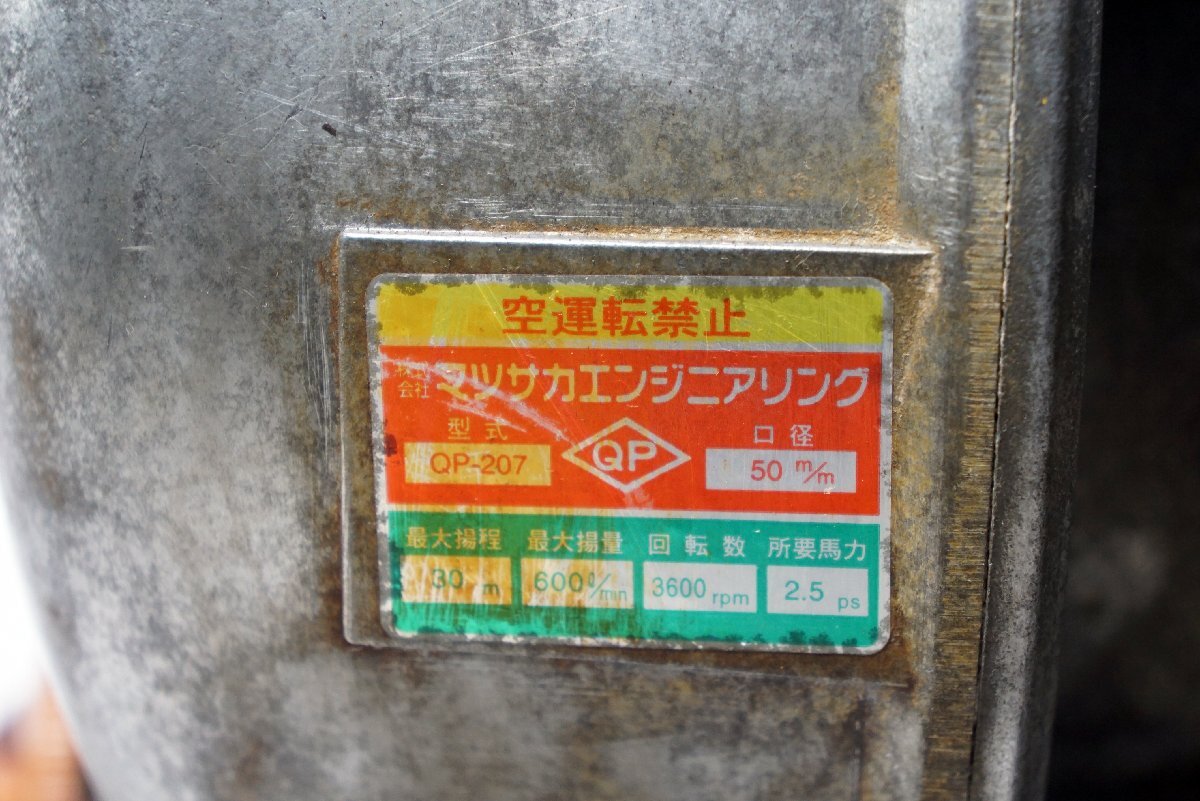 空運転禁止
株式会社 マツサカエンジニアリング
型式 口径
QP-207 QP 50 m/m
最大揚程 最大揚量 回転数 所要馬力
30 m 600 ℓ/min 3600 rpm 2.5 ps